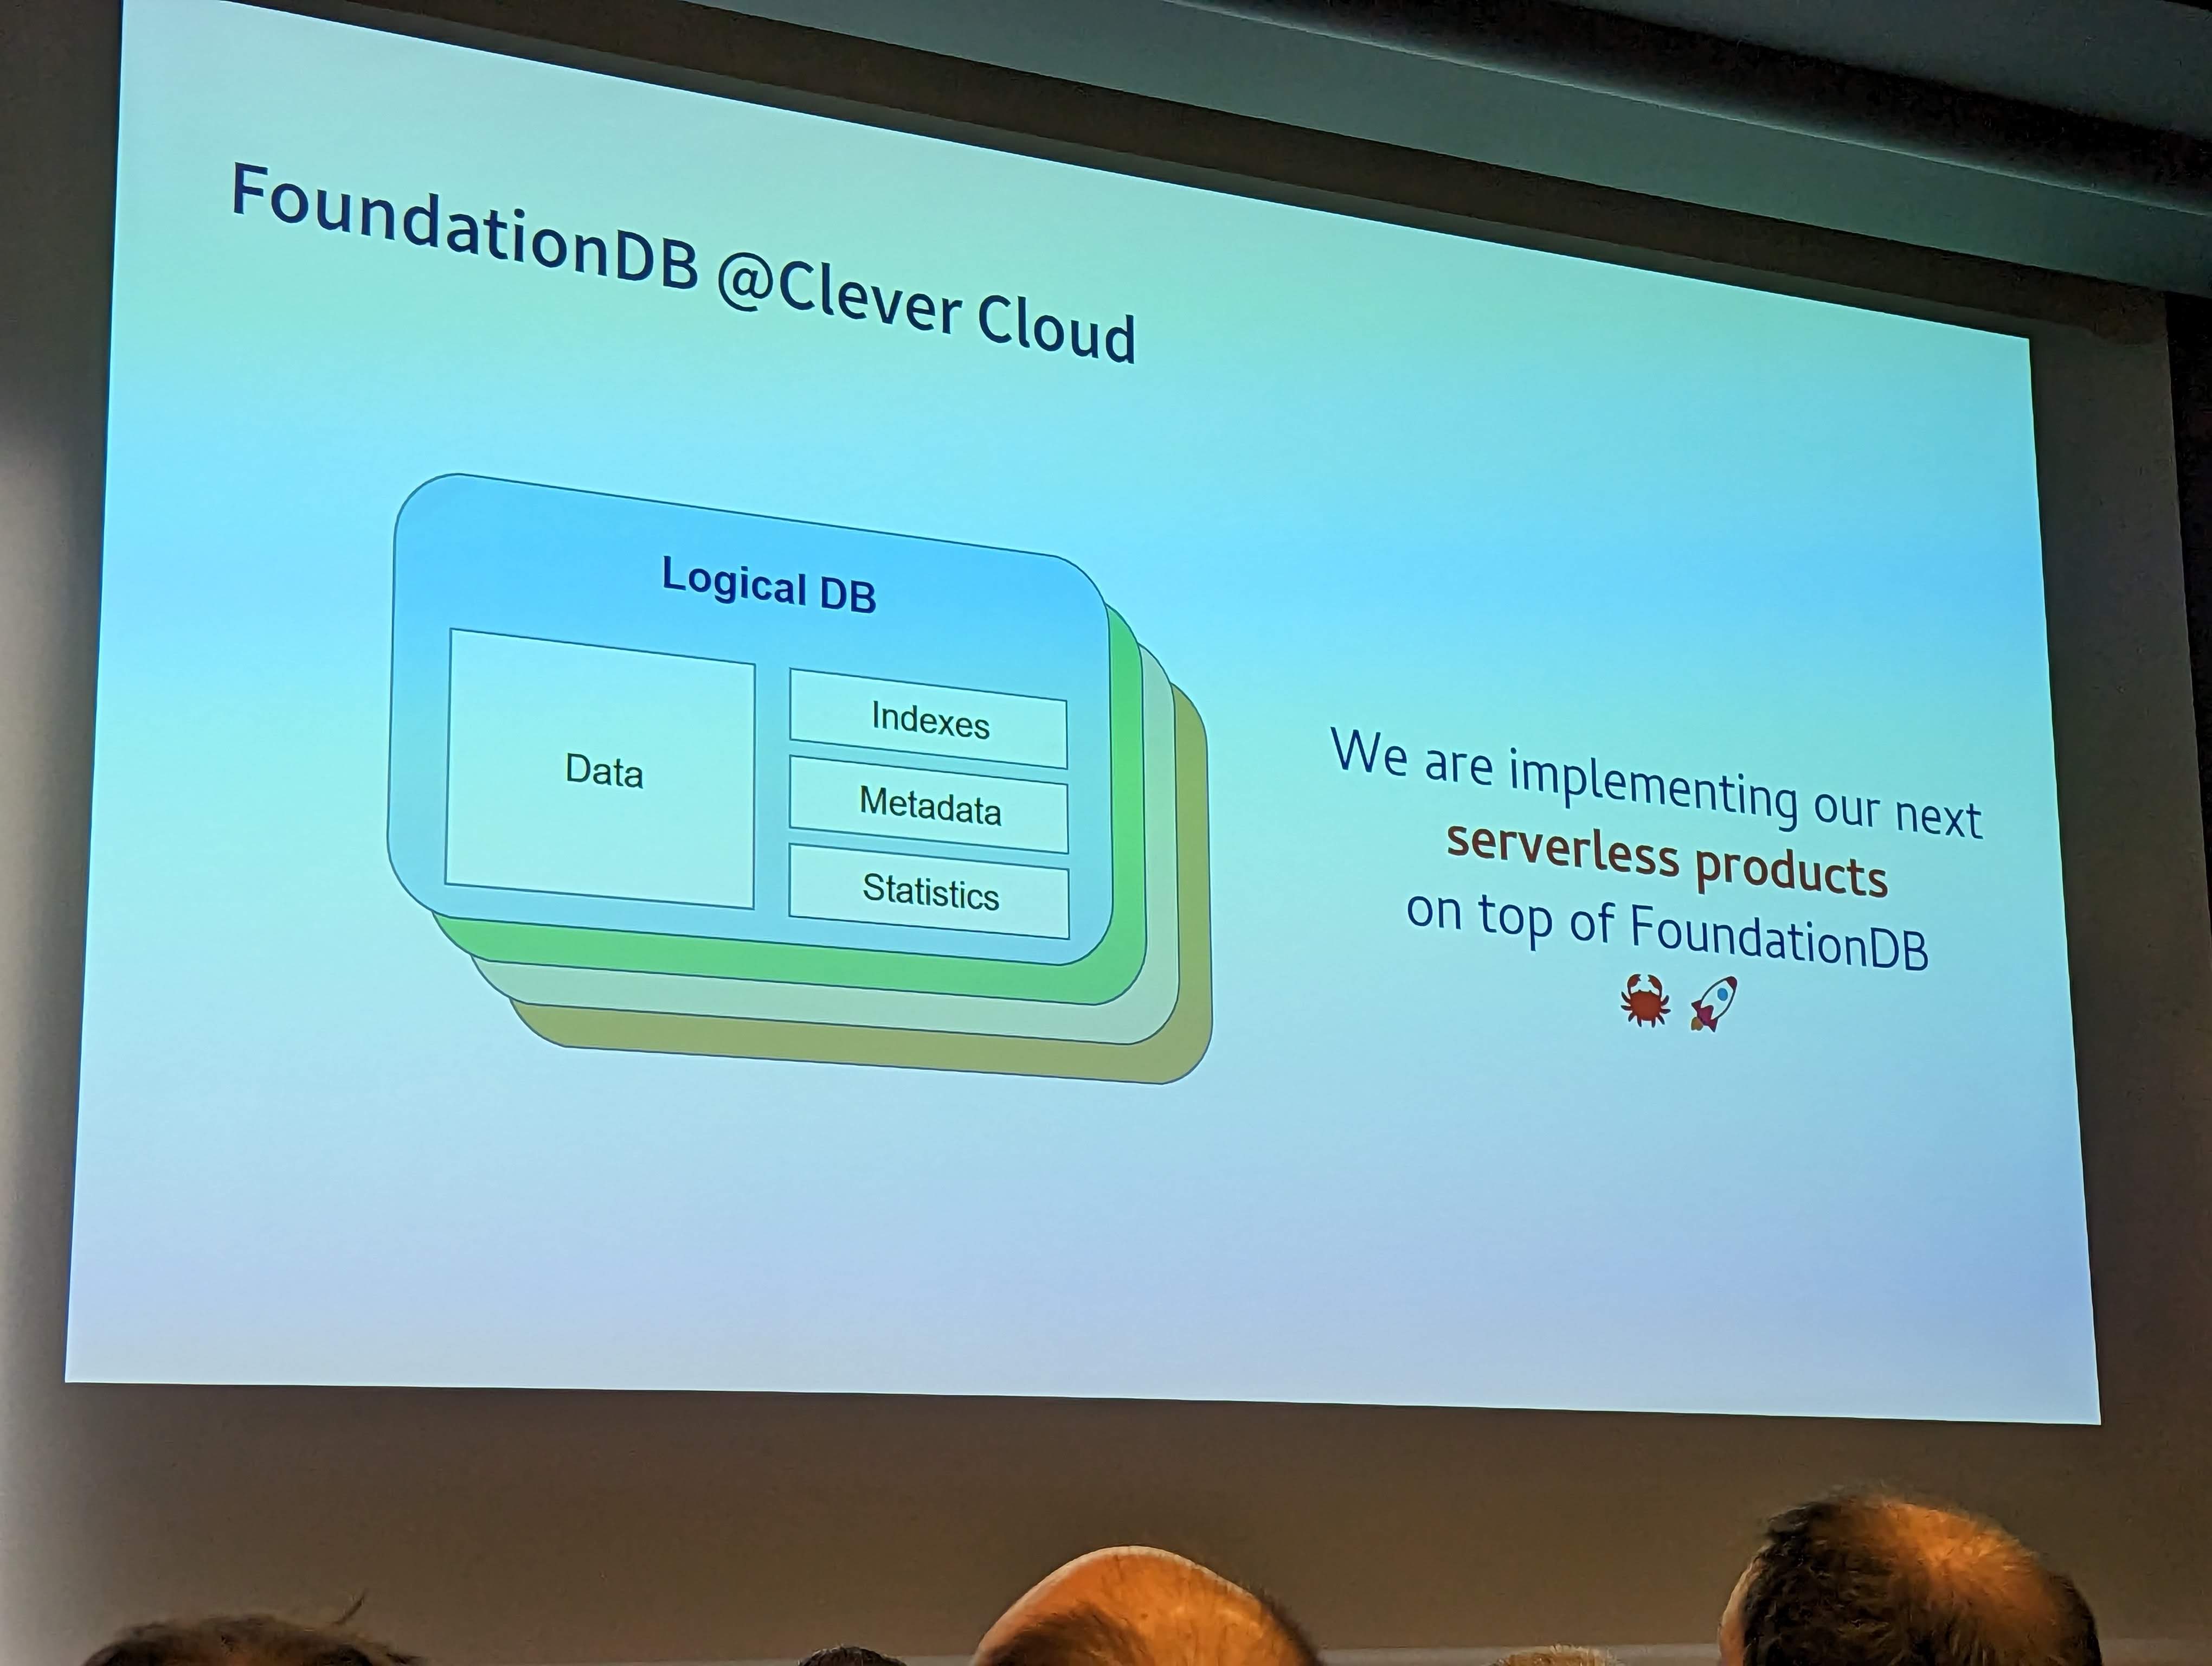 FoundationDB @Clever Cloud
Logical DB
Data
Indexes
Metadata
Statistics
We are implementing our next
serverless products
on top of FoundationDB
🦀 🚀